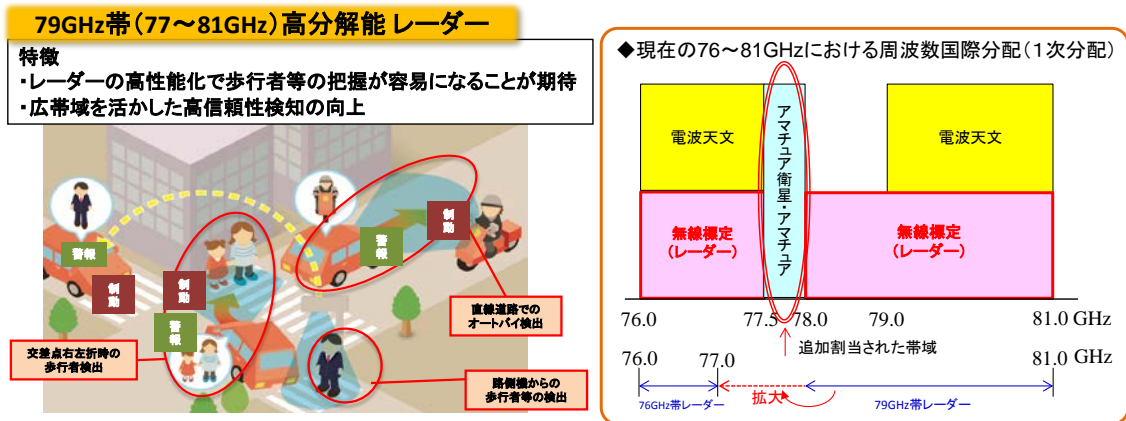 79GHz帯(77～81GHz)高分解能 レーダー
特徴
・レーダーの高性能化で歩行者等の把握が容易になることが期待
・広帯域を活かした高信頼性検知の向上
警報
制動
制動
警報
警報
制動
直線道路での
オートバイ検出
交差点右左折時の
歩行者検出
路側機からの
歩行者等の検出
◆現在の76～81GHzにおける周波数国際分配(1次分配)
電波天文
アマチュア衛星・アマチュア
電波天文
無線標定
(レーダー)
無線標定
(レーダー)
76.0 77.5 78.0 79.0 81.0 GHz
追加割当された帯域
76.0 77.0 81.0 GHz
76GHz帯レーダー 拡大 79GHz帯レーダー